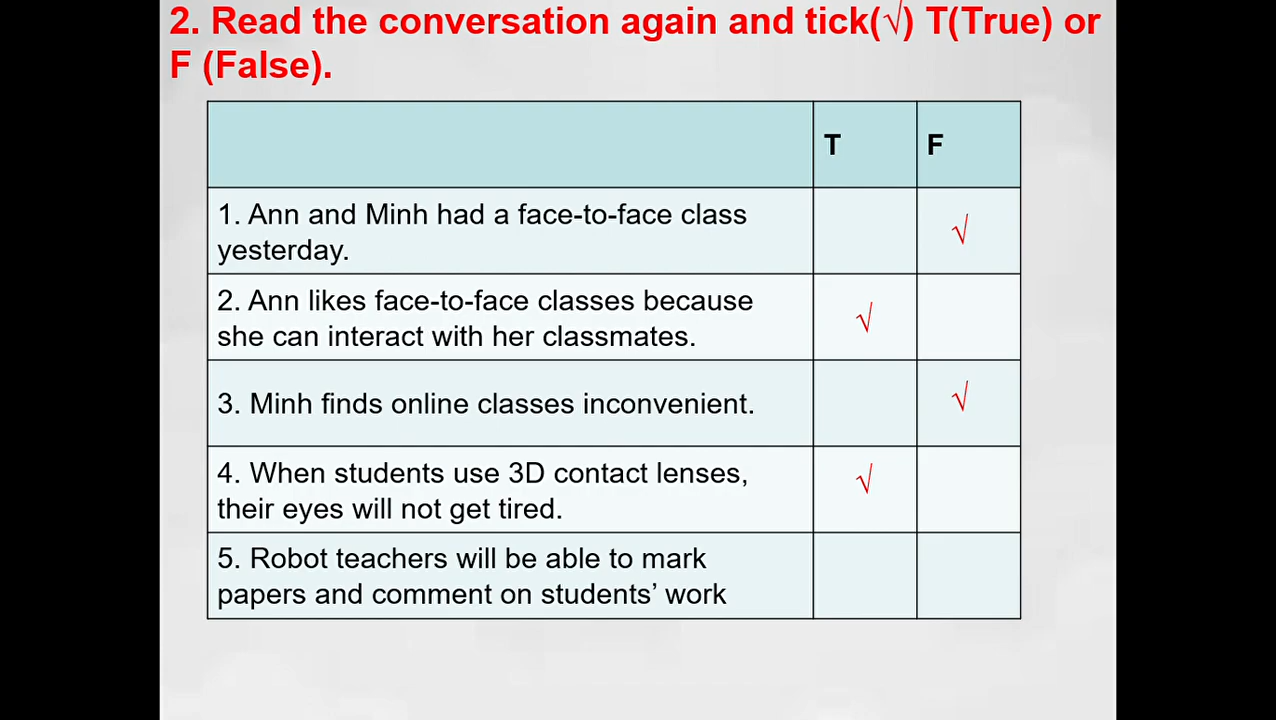 2. Read the conversation again and tick(√) T(True) or
F (False).
T F
1. Ann and Minh had a face-to-face class
yesterday.
√
2. Ann likes face-to-face classes because
she can interact with her classmates.
√
3. Minh finds online classes inconvenient.
√
4. When students use 3D contact lenses,
their eyes will not get tired.
√
5. Robot teachers will be able to mark
papers and comment on students’ work